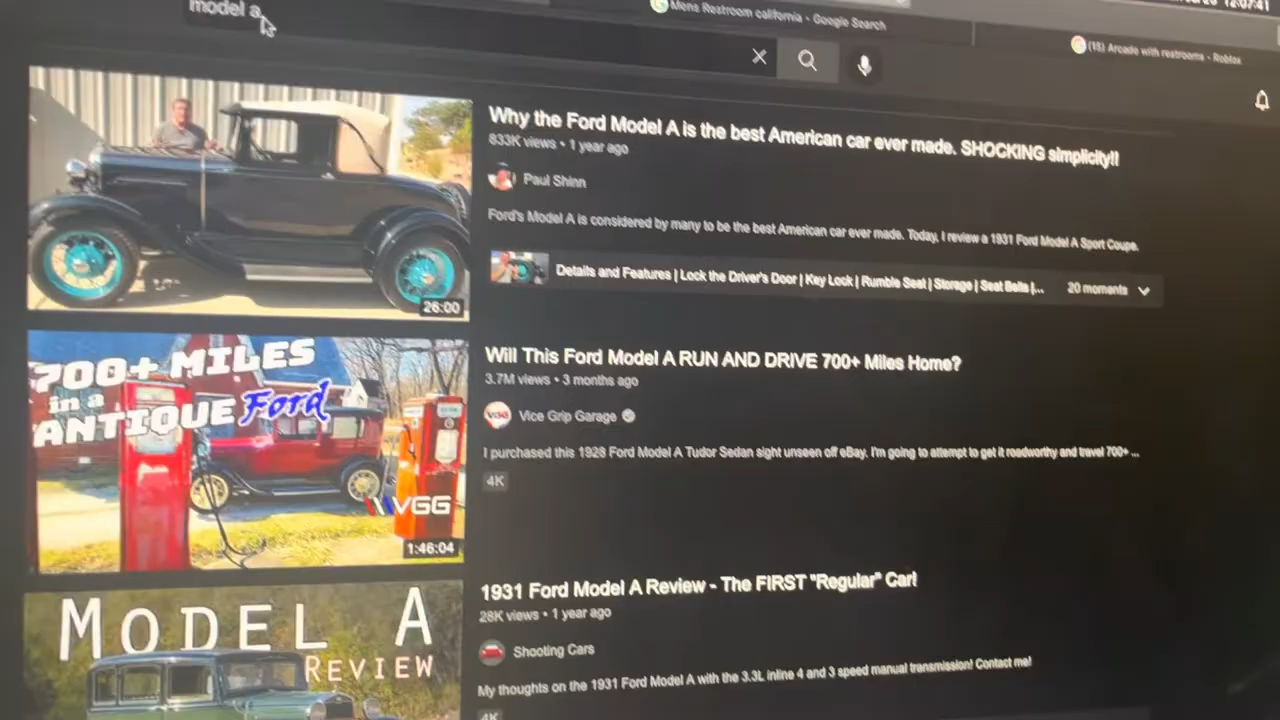 model a
Mens Restroom california - Google Search
(15) Arcade with restrooms - Roblox
12:07:41
Why the Ford Model A is the best American car ever made. SHOCKING simplicity!!
833K views • 1 year ago
Paul Shinn
Ford's Model A is considered by many to be the best American car ever made. Today, I review a 1931 Ford Model A Sport Coupe.
Details and Features | Lock the Driver's Door | Key Lock | Rumble Seat | Storage | Seat Belts |...
20 moments
26:00
700+ MILES
in a
ANTIQUE Ford
VGG
1:46:04
Will This Ford Model A RUN AND DRIVE 700+ Miles Home?
3.7M views • 3 months ago
VGG
Vice Grip Garage
I purchased this 1928 Ford Model A Tudor Sedan sight unseen off eBay. I'm going to attempt to get it roadworthy and travel 700+ ...
4K
MODEL A
REVIEW
1931 Ford Model A Review - The FIRST "Regular" Car!
28K views • 1 year ago
Shooting Cars
My thoughts on the 1931 Ford Model A with the 3.3L inline 4 and 3 speed manual transmission! Contact me!
4K